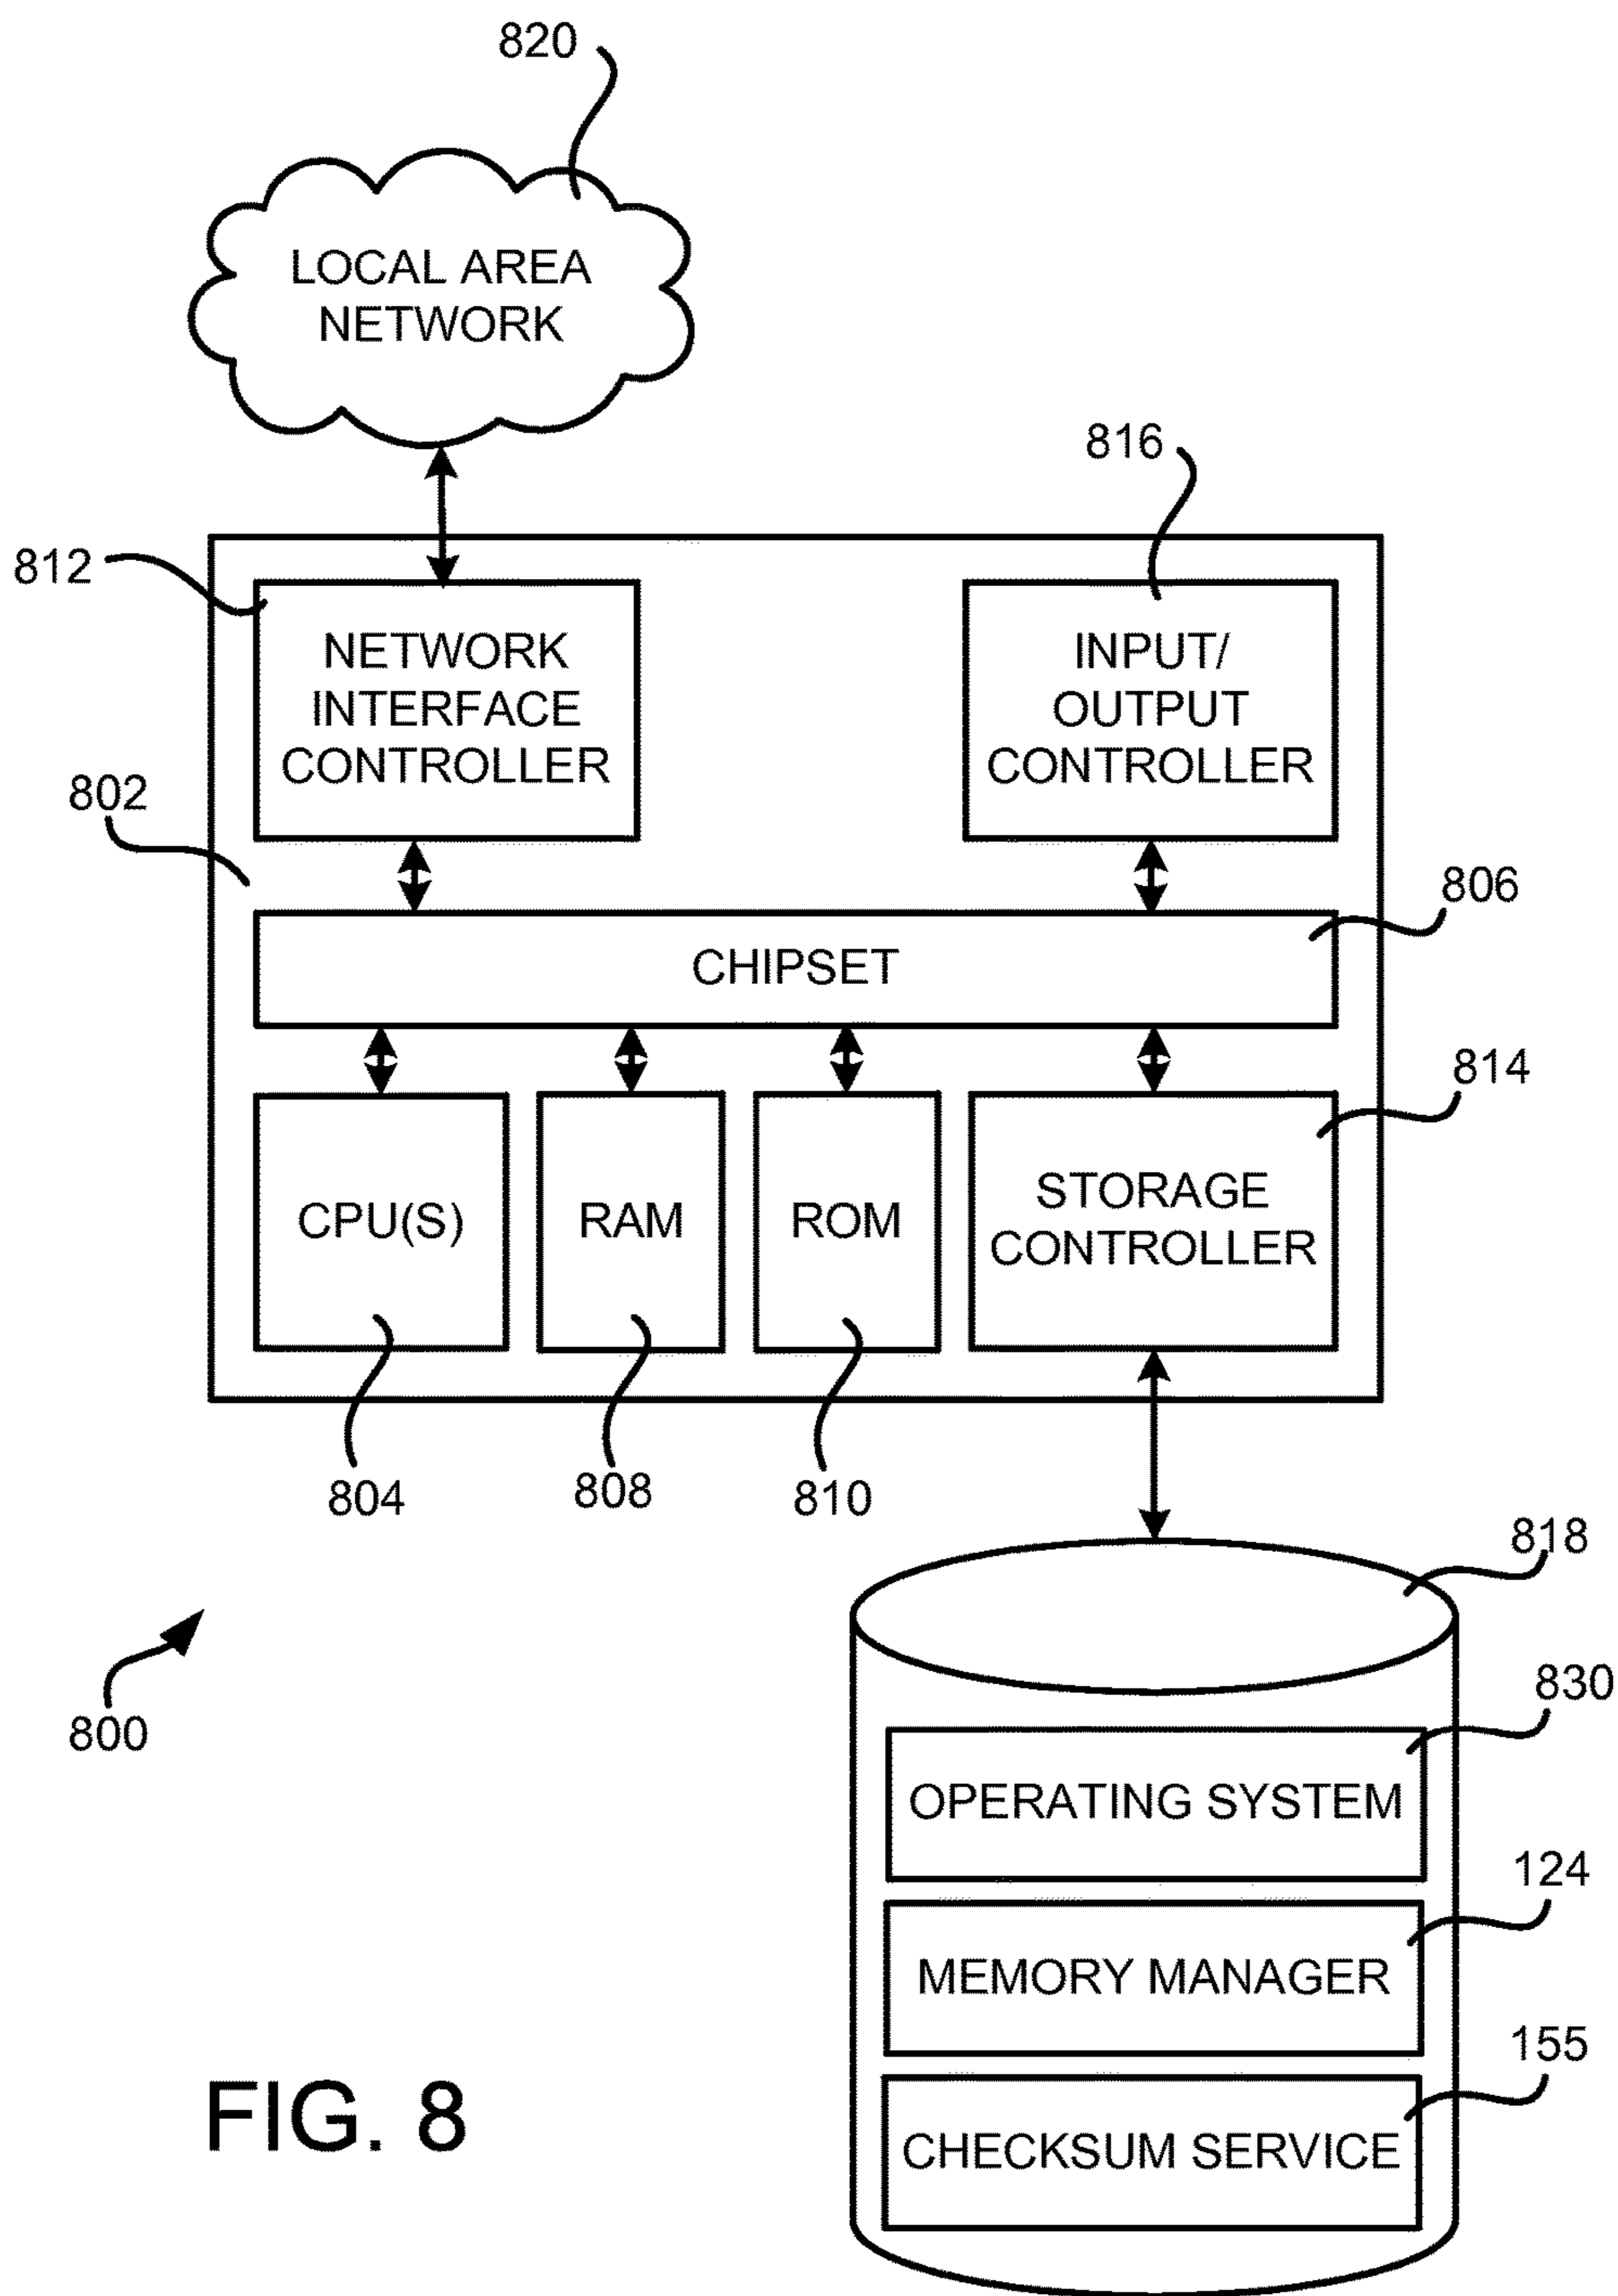 820
LOCAL AREA
NETWORK
816
812
NETWORK
INTERFACE
CONTROLLER
INPUT/
OUTPUT
CONTROLLER
802
806
CHIPSET
814
CPU(S)
RAM
ROM
STORAGE
CONTROLLER
804
808
810
818
800
830
OPERATING SYSTEM
124
MEMORY MANAGER
155
CHECKSUM SERVICE
FIG. 8